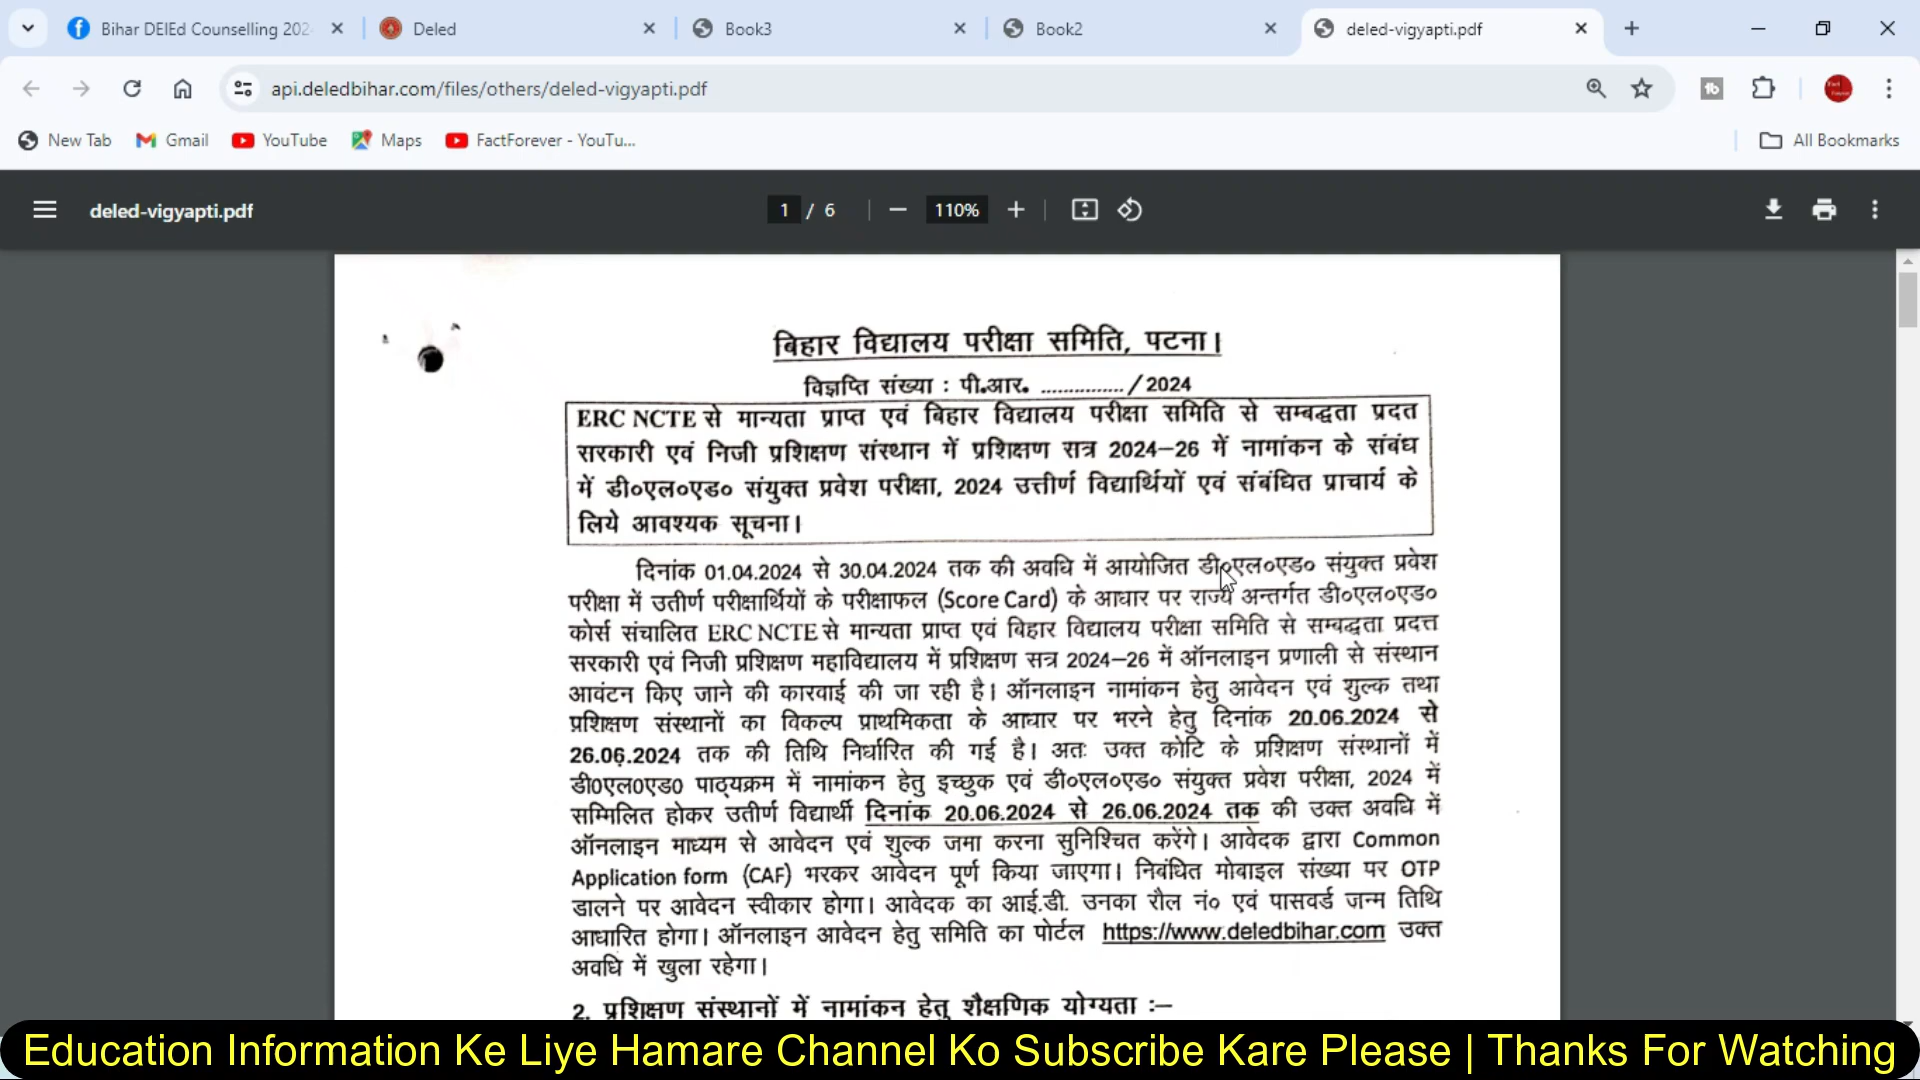 Bihar DElEd Counselling 202
Deled
Book3
Book2
deled-vigyapti.pdf
api.deledbihar.com/files/others/deled-vigyapti.pdf
New Tab
Gmail
YouTube
Maps
FactForever - YouTu...
All Bookmarks
deled-vigyapti.pdf
1 / 6
110%
बिहार विद्यालय परीक्षा समिति, पटना।
विज्ञप्ति संख्या : पी.आर. ............... / 2024
ERC NCTE से मान्यता प्राप्त एवं बिहार विद्यालय परीक्षा समिति से सम्बद्धता प्रदत
सरकारी एवं निजी प्रशिक्षण संस्थान में प्रशिक्षण सत्र 2024–26 में नामांकन के संबंध
में डी०एल०एड० संयुक्त प्रवेश परीक्षा, 2024 उत्तीर्ण विद्यार्थियों एवं संबंधित प्राचार्य के
लिये आवश्यक सूचना।
दिनांक 01.04.2024 से 30.04.2024 तक की अवधि में आयोजित डी०एल०एड० संयुक्त प्रवेश
परीक्षा में उतीर्ण परीक्षार्थियों के परीक्षाफल (Score Card) के आधार पर राज्य अन्तर्गत डी०एल०एड०
कोर्स संचालित ERC NCTE से मान्यता प्राप्त एवं बिहार विद्यालय परीक्षा समिति से सम्बद्धता प्रदत्त
सरकारी एवं निजी प्रशिक्षण महाविद्यालय में प्रशिक्षण सत्र 2024–26 में ऑनलाइन प्रणाली से संस्थान
आवंटन किए जाने की कारवाई की जा रही है। ऑनलाइन नामांकन हेतु आवेदन एवं शुल्क तथा
प्रशिक्षण संस्थानों का विकल्प प्राथमिकता के आधार पर भरने हेतु दिनांक 20.06.2024 से
26.06.2024 तक की तिथि निर्धारित की गई है। अतः उक्त कोटि के प्रशिक्षण संस्थानों में
डी0एल0एड0 पाठ्यक्रम में नामांकन हेतु इच्छुक एवं डी०एल०एड० संयुक्त प्रवेश परीक्षा, 2024 में
सम्मिलित होकर उतीर्ण विद्यार्थी दिनांक 20.06.2024 से 26.06.2024 तक की उक्त अवधि में
ऑनलाइन माध्यम से आवेदन एवं शुल्क जमा करना सुनिश्चित करेंगे। आवेदक द्वारा Common
Application form (CAF) भरकर आवेदन पूर्ण किया जाएगा। निबंधित मोबाइल संख्या पर OTP
डालने पर आवेदन स्वीकार होगा। आवेदक का आई.डी. उनका रौल नं० एवं पासवर्ड जन्म तिथि
आधारित होगा। ऑनलाइन आवेदन हेतु समिति का पोर्टल https://www.deledbihar.com उक्त
अवधि में खुला रहेगा।
2. प्रशिक्षण संस्थानों में नामांकन हेतु शैक्षणिक योग्यता :–
Education Information Ke Liye Hamare Channel Ko Subscribe Kare Please | Thanks For Watching